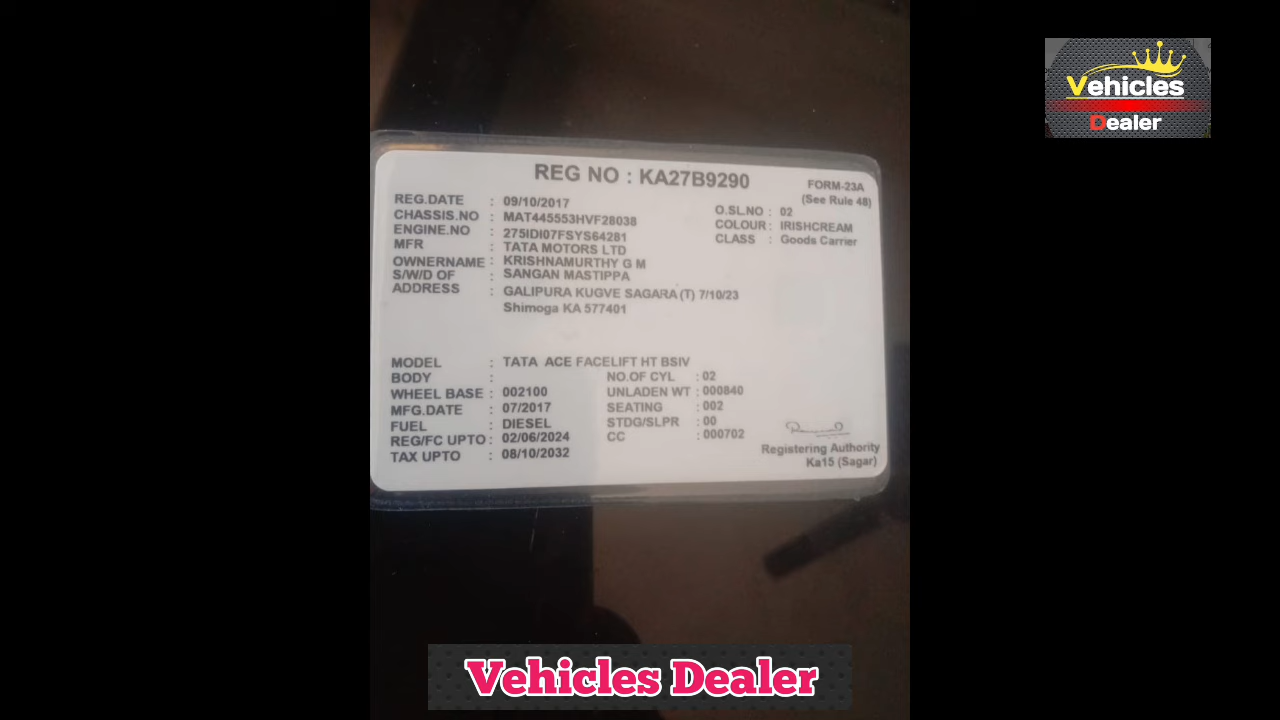 Vehicles
Dealer
REG NO : KA27B9290
FORM-23A
(See Rule 48)
REG.DATE : 09/10/2017
O.SL.NO : 02
CHASSIS.NO : MAT445553HVF28038
COLOUR : IRISHCREAM
ENGINE.NO : 275IDI07FSYS64281
CLASS : Goods Carrier
MFR : TATA MOTORS LTD
OWNERNAME : KRISHNAMURTHY G M
S/W/D OF : SANGAN MASTIPPA
ADDRESS : GALIPURA KUGVE SAGARA (T) 7/10/23
Shimoga KA 577401
MODEL : TATA ACE FACELIFT HT BSIV
BODY :
NO.OF CYL : 02
WHEEL BASE : 002100
UNLADEN WT : 000840
MFG.DATE : 07/2017
SEATING : 002
FUEL : DIESEL
STDG/SLPR : 00
REG/FC UPTO : 02/06/2024
CC : 000702
TAX UPTO : 08/10/2032
Registering Authority
Ka15 (Sagar)
Vehicles Dealer